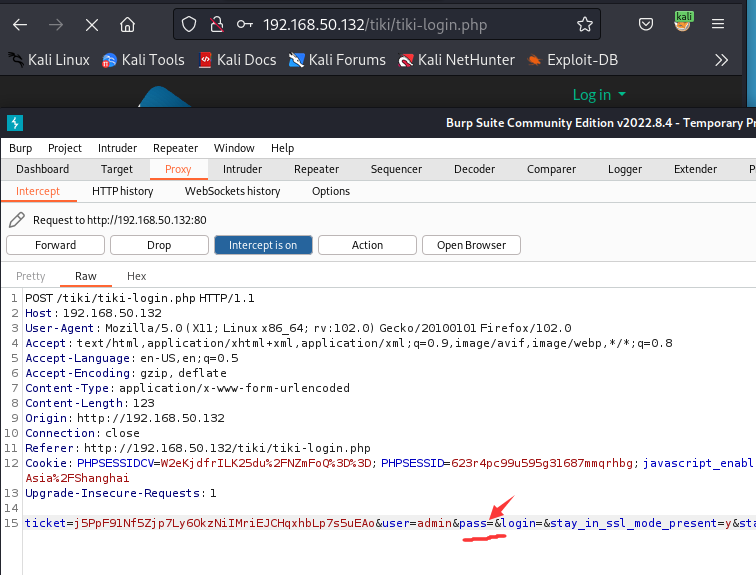 192.168.50.132/tiki/tiki-login.php
kali
Kali Linux Kali Tools Kali Docs Kali Forums Kali NetHunter Exploit-DB
Log in
Burp Suite Community Edition v2022.8.4 - Temporary Pr
Burp Project Intruder Repeater Window Help
Dashboard Target Proxy Intruder Repeater Sequencer Decoder Comparer Logger Extender P
Intercept HTTP history WebSockets history Options
Request to http://192.168.50.132:80
Forward Drop Intercept is on Action Open Browser
Pretty Raw Hex
1 POST /tiki/tiki-login.php HTTP/1.1
2 Host: 192.168.50.132
3 User-Agent: Mozilla/5.0 (X11; Linux x86_64; rv:102.0) Gecko/20100101 Firefox/102.0
4 Accept: text/html,application/xhtml+xml,application/xml;q=0.9,image/avif,image/webp,*/*;q=0.8
5 Accept-Language: en-US,en;q=0.5
6 Accept-Encoding: gzip, deflate
7 Content-Type: application/x-www-form-urlencoded
8 Content-Length: 123
9 Origin: http://192.168.50.132
10 Connection: close
11 Referer: http://192.168.50.132/tiki/tiki-login.php
12 Cookie: PHPSESSIDCV=W2eKjdfrILK25du%2FNZmFoQ%3D%3D; PHPSESSID=623r4pc99u595g31687mmqrhbg; javascript_enabl
Asia%2FShanghai
13 Upgrade-Insecure-Requests: 1
14
15 ticket=j5PpF91Nf5Zjp7Ly6OkzNiIMriEJCHqxhbLp7s5uEAo&user=admin&pass=&login=&stay_in_ssl_mode_present=y&sta